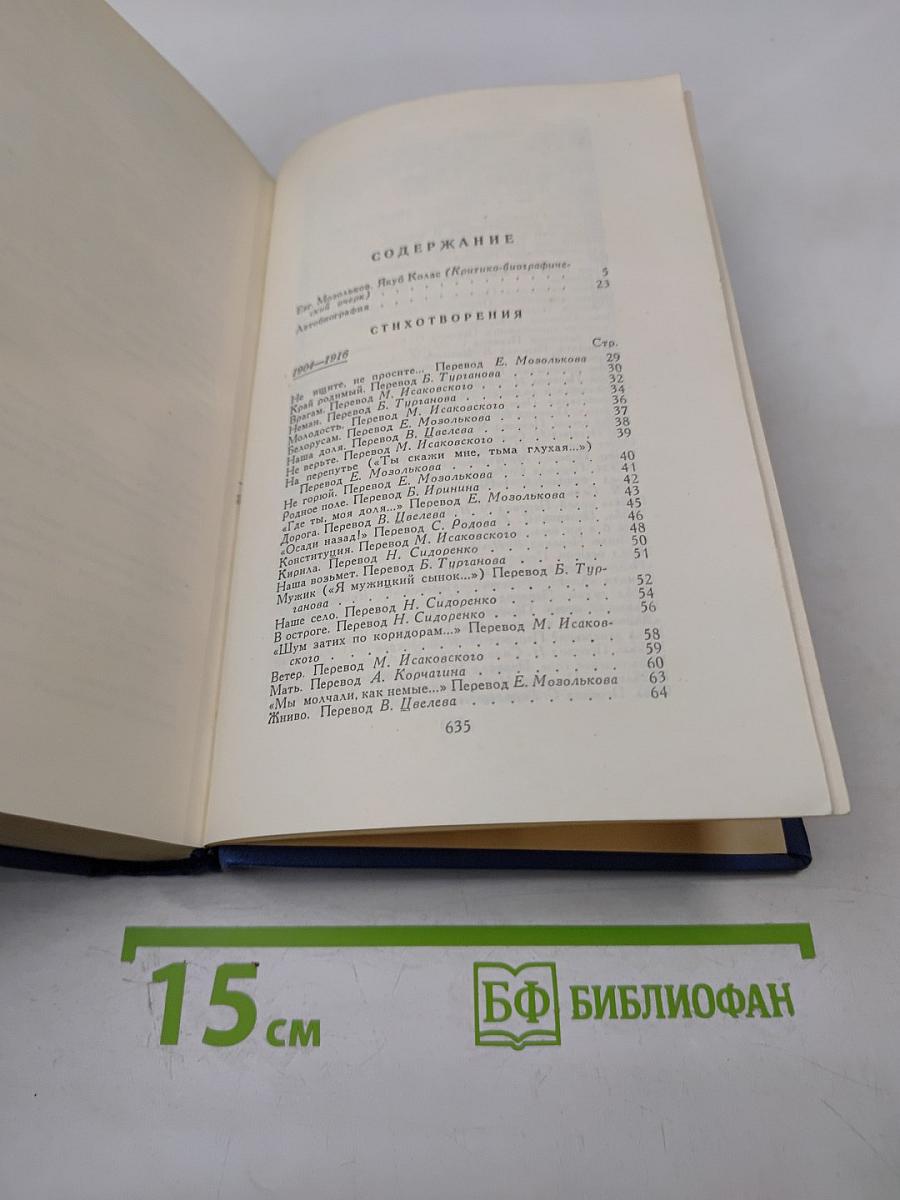 СОДЕРЖАНИЕ
Евг. Мозольков. Якуб Колас (Критико-биографиче-
ский очерк) . . . . . . . . . . . 5
Автобиография . . . . . . . . . . . 23
СТИХОТВОРЕНИЯ
1904—1916
Стр.
Не ищите, не просите... Перевод Е. Мозолькова 29
Край родимый. Перевод Б. Турганова . . . . 30
Врагам. Перевод М. Исаковского . . . . . 32
Неман. Перевод Б. Турганова . . . . . . 34
Молодость. Перевод М. Исаковского . . . . 36
Белорусам. Перевод Е. Мозолькова . . . . 37
Наша доля. Перевод В. Цвелева . . . . . 38
Не верьте. Перевод М. Исаковского . . . . 39
На перепутье («Ты скажи мне, тьма глухая...»)
Перевод Е. Мозолькова . . . . . . . 40
Не горюй. Перевод Е. Мозолькова . . . . . 41
Родное поле. Перевод Б. Иринина . . . . . 42
«Где ты, моя доля...» Перевод Е. Мозолькова . . 43
Дорога. Перевод В. Цвелева . . . . . . 45
«Осади назад!» Перевод С. Родова . . . . . 46
Конституция. Перевод М. Исаковского . . . . 48
Кирила. Перевод Н. Сидоренко . . . . . . 50
Наша возьмет. Перевод Б. Турганова . . . . . 51
Мужик («Я мужицкий сынок...») Перевод Б. Тур-
ганова . . . . . . . . . . . . 52
Наше село. Перевод Н. Сидоренко . . . . . 54
В остроге. Перевод Н. Сидоренко . . . . . 56
«Шум затих по коридорам...» Перевод М. Исаков-
ского . . . . . . . . . . . . 58
Ветер. Перевод М. Исаковского . . . . . . 59
Мать. Перевод А. Корчагина . . . . . . . 60
«Мы молчали, как немые...» Перевод Е. Мозолькова 63
Жниво. Перевод В. Цвелева . . . . . . . 64
635
15 см
БФ БИБЛИОФАН